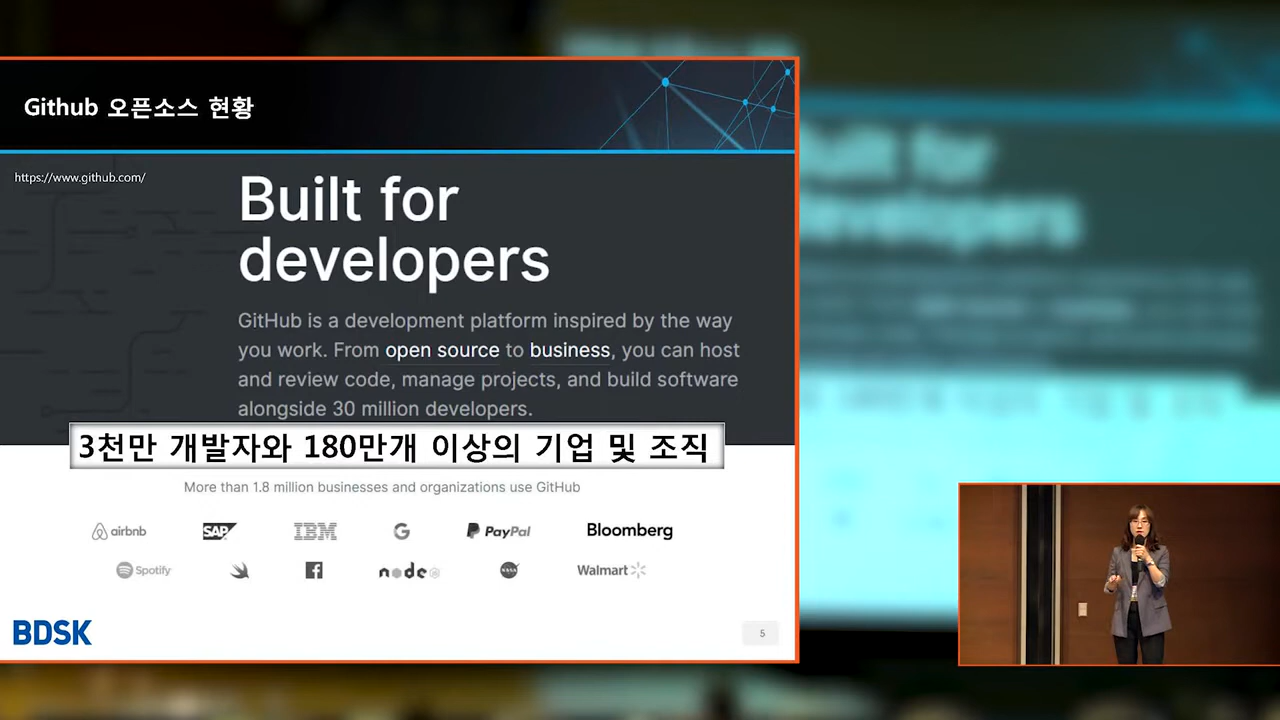 Github 오픈소스 현황
https://www.github.com/
Built for
developers
GitHub is a development platform inspired by the way
you work. From open source to business, you can host
and review code, manage projects, and build software
alongside 30 million developers.
3천만 개발자와 180만개 이상의 기업 및 조직
More than 1.8 million businesses and organizations use GitHub
airbnb SAP IBM G PayPal Bloomberg
Spotify node NASA Walmart
BDSK
5
Built for
developers